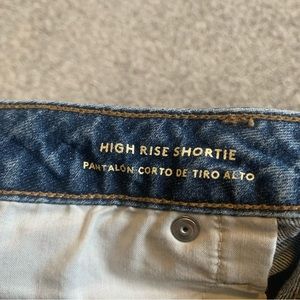 HIGH RISE SHORTIE
PANTALÓN CORTO DE TIRO ALTO